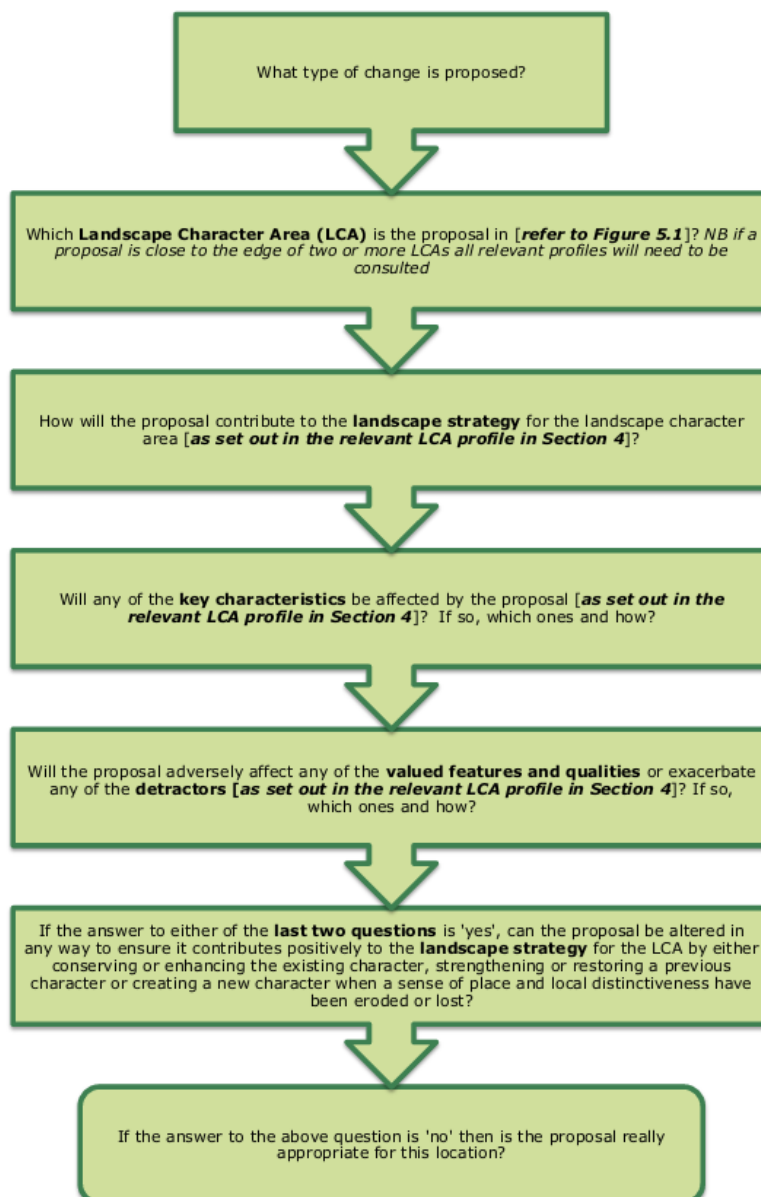 What type of change is proposed?
Which Landscape Character Area (LCA) is the proposal in [refer to Figure 5.1]? NB if a
proposal is close to the edge of two or more LCAs all relevant profiles will need to be
consulted
How will the proposal contribute to the landscape strategy for the landscape character
area [as set out in the relevant LCA profile in Section 4]?
Will any of the key characteristics be affected by the proposal [as set out in the
relevant LCA profile in Section 4]? If so, which ones and how?
Will the proposal adversely affect any of the valued features and qualities or exacerbate
any of the detractors [as set out in the relevant LCA profile in Section 4]? If so,
which ones and how?
If the answer to either of the last two questions is 'yes', can the proposal be altered in
any way to ensure it contributes positively to the landscape strategy for the LCA by either
conserving or enhancing the existing character, strengthening or restoring a previous
character or creating a new character when a sense of place and local distinctiveness have
been eroded or lost?
If the answer to the above question is 'no' then is the proposal really
appropriate for this location?